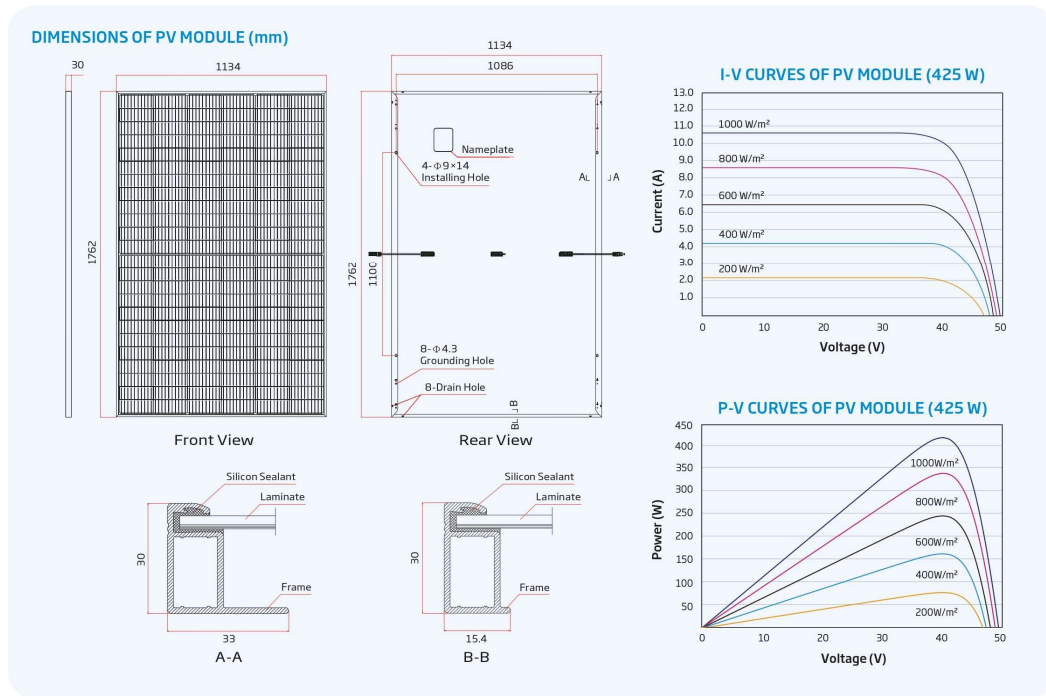 DIMENSIONS OF PV MODULE (mm)
30
1134
1762
Front View
1134
1086
Nameplate
4-Φ9×14
Installing Hole
A
A
1762
1100
8-Φ4.3
Grounding Hole
8-Drain Hole
B
B
Rear View
Silicon Sealant
Laminate
30
Frame
33
A-A
Silicon Sealant
Laminate
30
Frame
15.4
B-B
I-V CURVES OF PV MODULE (425 W)
Current (A)
13.0
12.0
11.0
10.0
9.0
8.0
7.0
6.0
5.0
4.0
3.0
2.0
1.0
1000 W/m²
800 W/m²
600 W/m²
400 W/m²
200 W/m²
0 10 20 30 40 50
Voltage (V)
P-V CURVES OF PV MODULE (425 W)
Power (W)
450
400
350
300
250
200
150
100
50
1000W/m²
800W/m²
600W/m²
400W/m²
200W/m²
0 10 20 30 40 50
Voltage (V)